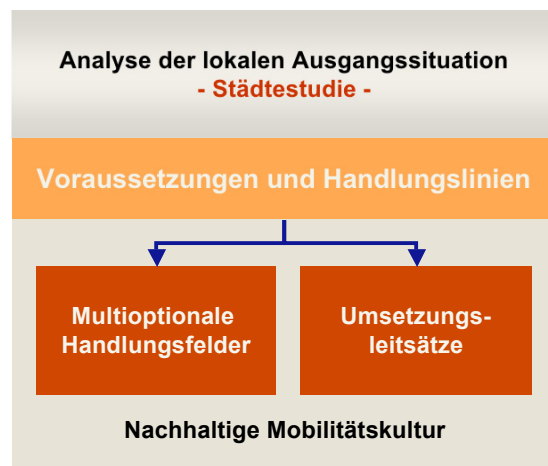 Analyse der lokalen Ausgangssituation
- Städtestudie -
Voraussetzungen und Handlungslinien
Multioptionale
Handlungsfelder
Umsetzungs-
leitsätze
Nachhaltige Mobilitätskultur